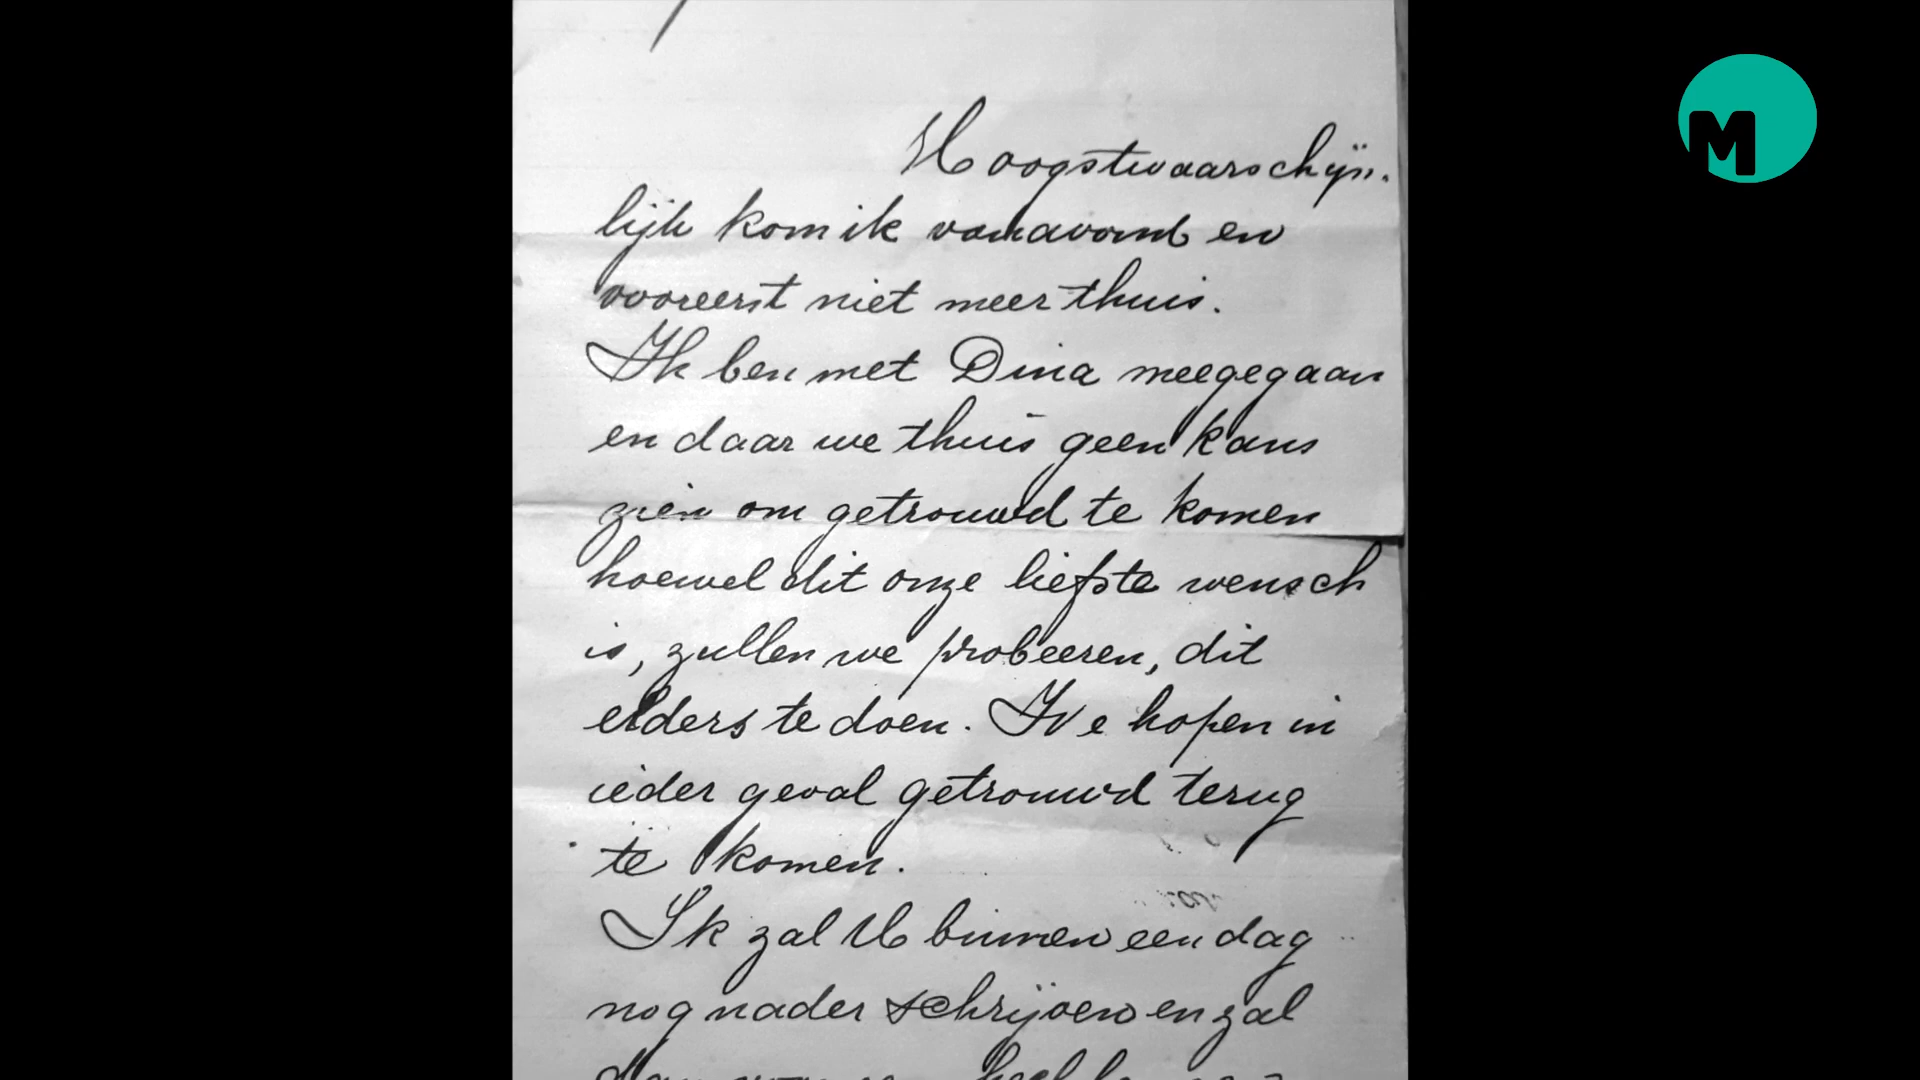 M
Hoogstwaarschijn-
lijk kom ik vanavond en
vooreerst niet meer thuis.
Ik ben met Dina meegegaan
en daar we thuis geen kans
zien om getrouwd te komen
hoewel dit onze liefste wensch
is, zullen we probeeren, dit
elders te doen. We hopen in
ieder geval getrouwd terug
te komen.
Ik zal U binnen een dag
nog nader schrijven en zal